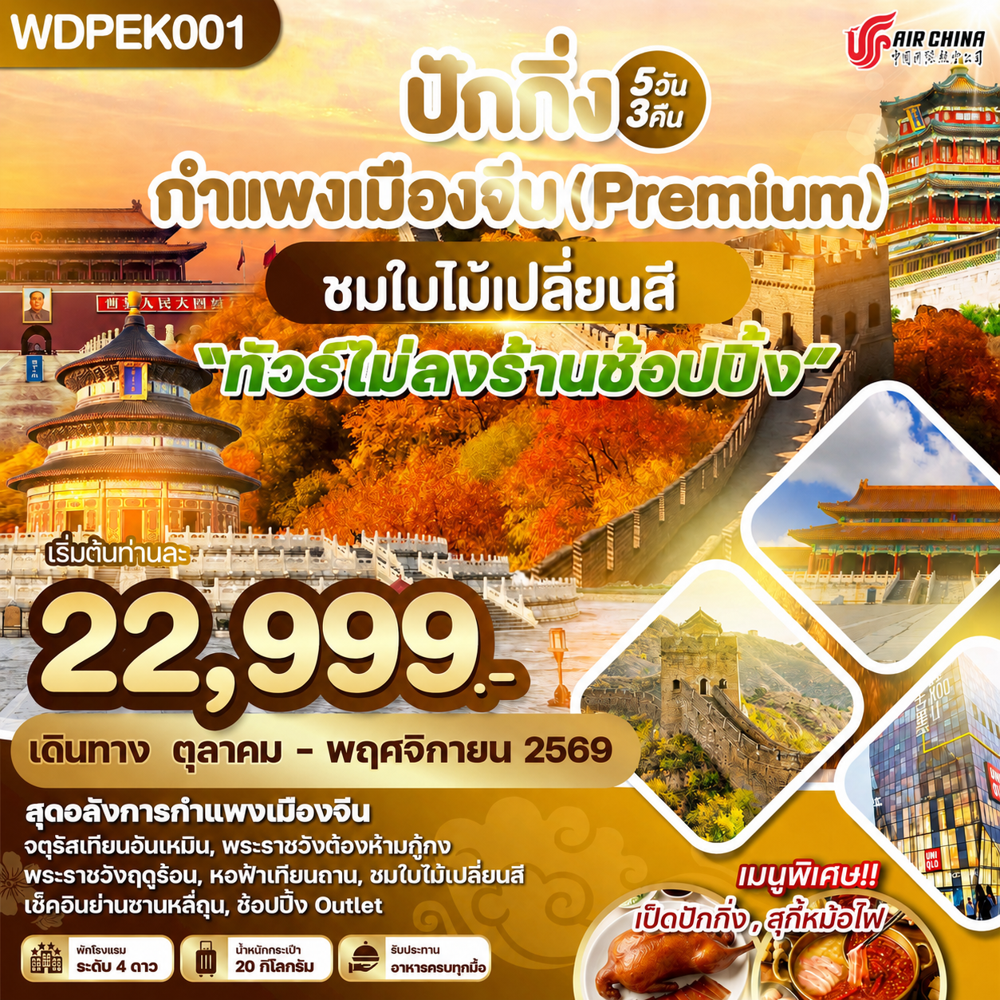 WDPEK001
AIR CHINA
中国国际航空公司
ปักกิ่ง
5วัน
3คืน
กำแพงเมืองจีน (Premium)
ชมใบไม้เปลี่ยนสี
"ทัวร์ไม่ลงร้านช้อปปิ้ง"
เริ่มต้นท่านละ
22,999.-
เดินทาง ตุลาคม - พฤศจิกายน 2569
สุดอลังการกำแพงเมืองจีน
จตุรัสเทียนอันเหมิน, พระราชวังต้องห้ามกู้กง
พระราชวังฤดูร้อน, หอฟ้าเทียนถาน, ชมใบไม้เปลี่ยนสี
เช็คอินย่านซานหลี่ถุน, ช้อปปิ้ง Outlet
พักโรงแรม
ระดับ 4 ดาว
น้ำหนักกระเป๋า
20 กิโลกรัม
รับประทาน
อาหารครบทุกมื้อ
UNI
QLO
เมนูพิเศษ!!
เป็ดปักกิ่ง , สุกี้หม้อไฟ